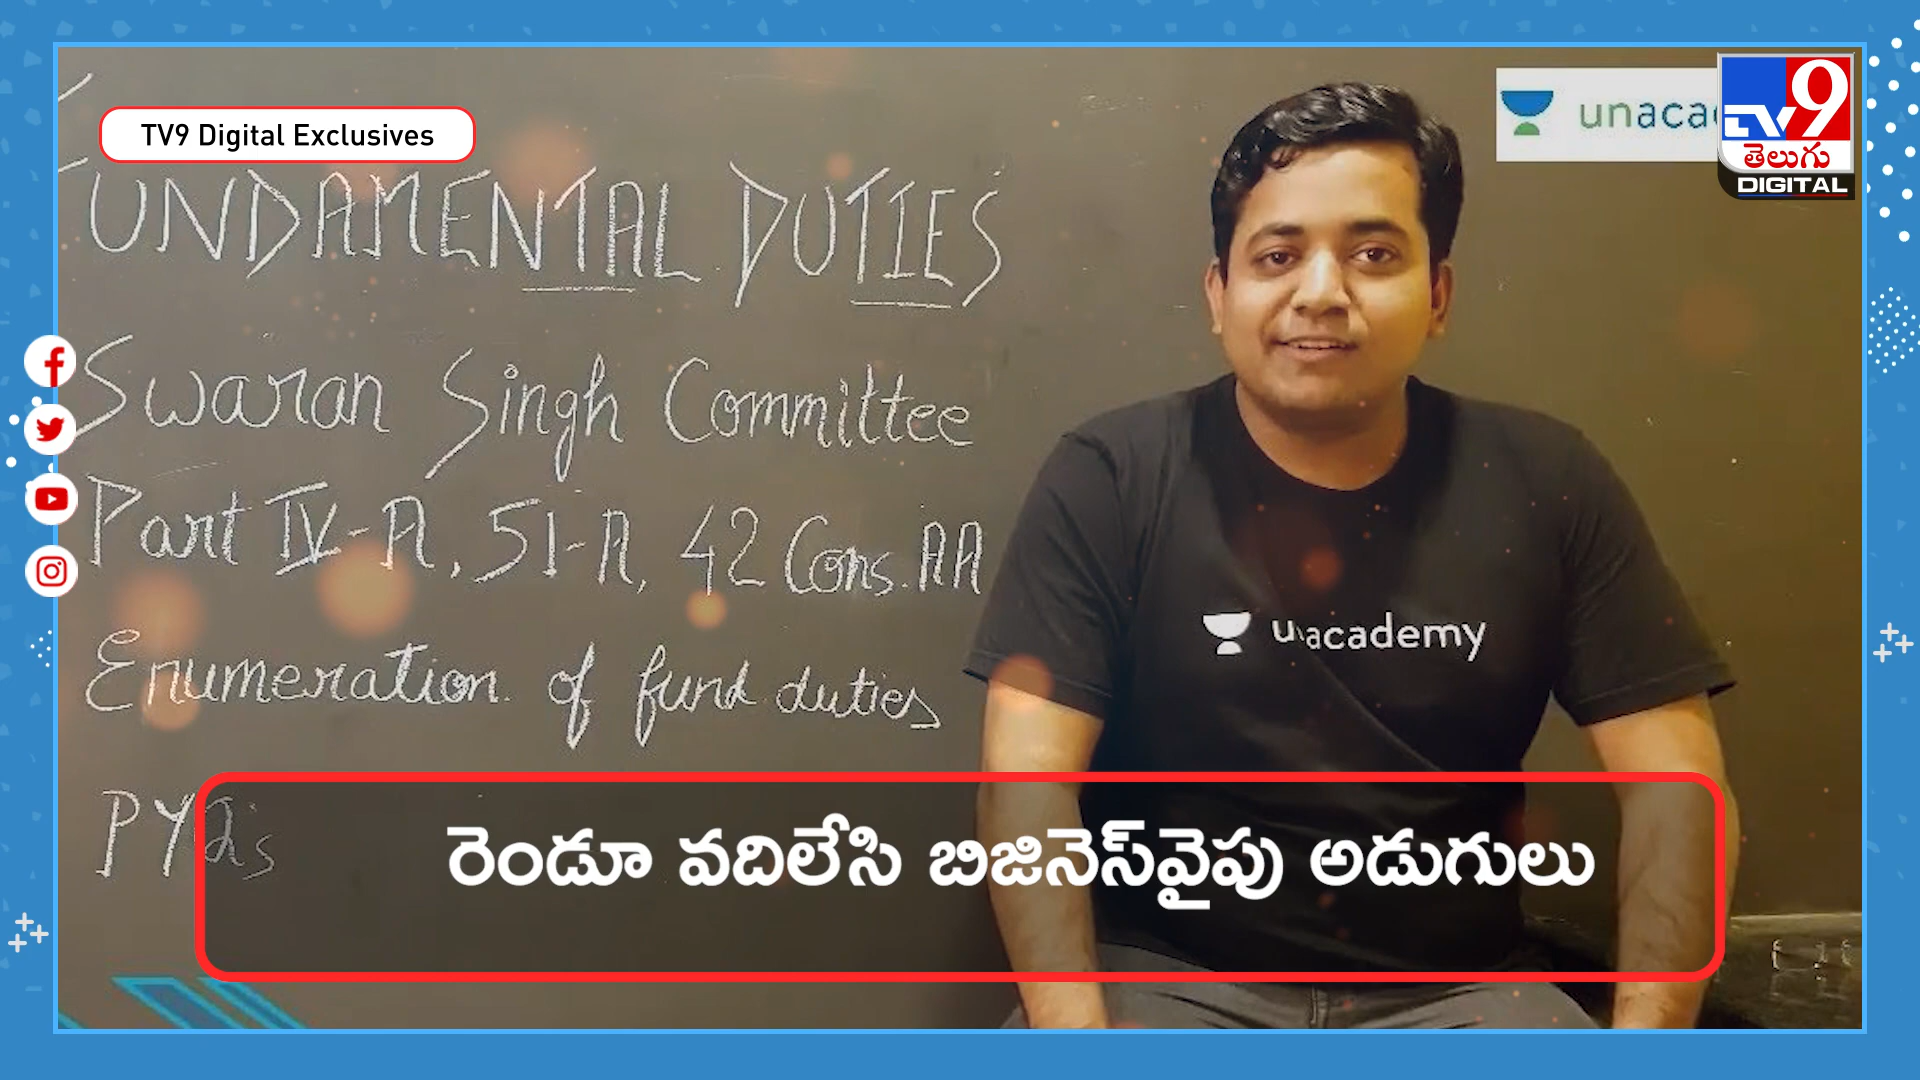 TV9 Digital Exclusives
unaca
TV9
తెలుగు
DIGITAL
FUNDAMENTAL DUTIES
Swaran Singh Committee
Part IV-A, 51-A, 42 Cons. AA
Enumeration of fund duties
unacademy
PYQ's
రెండూ వదిలేసి బిజినెస్‌వైపు అడుగులు